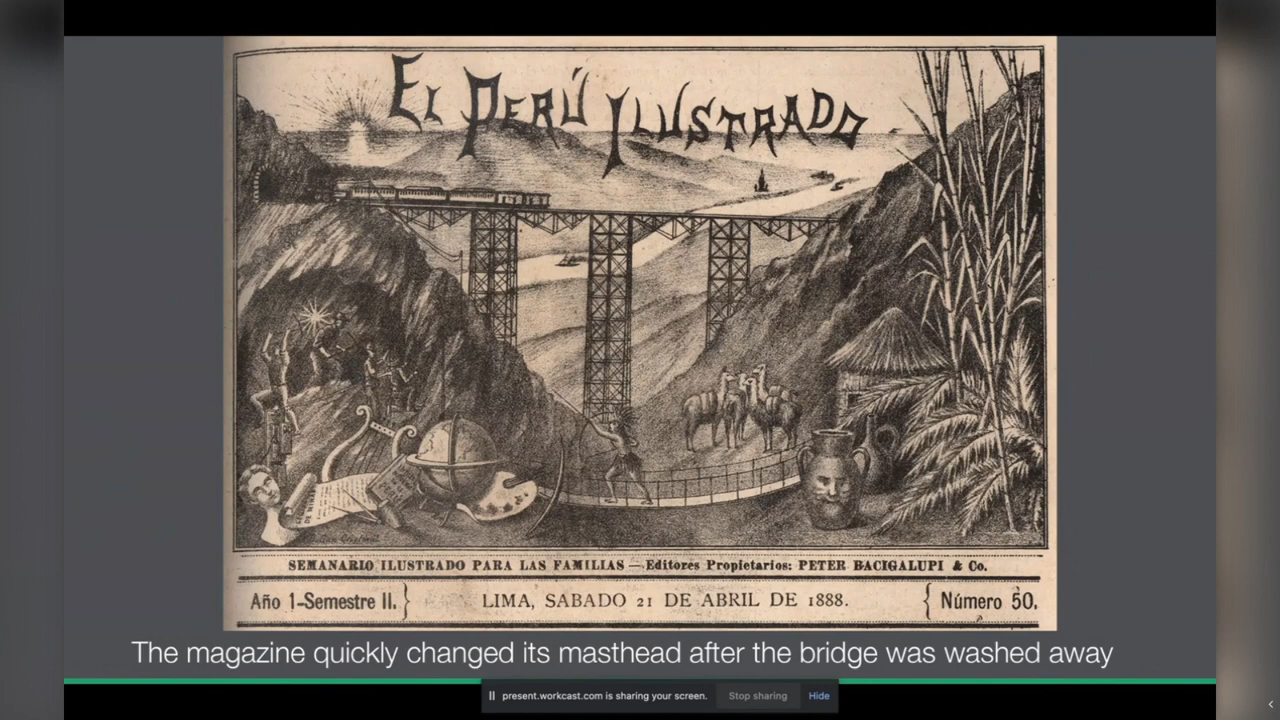 EL PERÚ ILUSTRADO
SEMANARIO ILUSTRADO PARA LAS FAMILIAS — Editores Propietarios: PETER BACIGALUPI & Co.
Año 1-Semestre II. } LIMA, SABADO 21 DE ABRIL DE 1888. { Número 50.
The magazine quickly changed its masthead after the bridge was washed away
present.workcast.com is sharing your screen. Stop sharing Hide